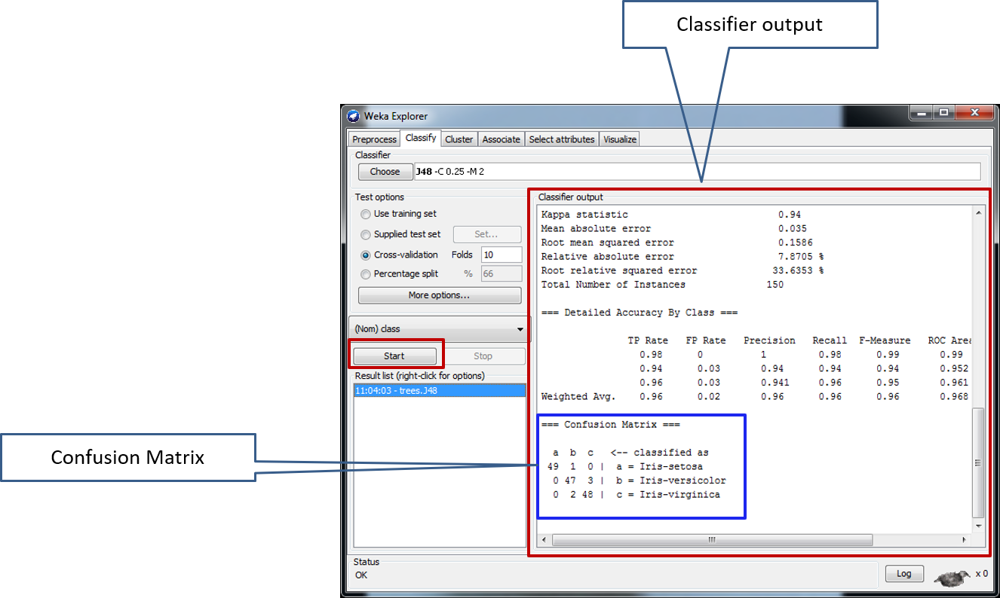 Classifier output
Weka Explorer
Preprocess Classify Cluster Associate Select attributes Visualize
Classifier
Choose J48 -C 0.25 -M 2
Test options
Use training set
Supplied test set Set...
Cross-validation Folds 10
Percentage split % 66
More options...
(Nom) class
Start Stop
Result list (right-click for options)
11:04:03 - trees.J48
Classifier output
Kappa statistic 0.94
Mean absolute error 0.035
Root mean squared error 0.1586
Relative absolute error 7.8705 %
Root relative squared error 33.6353 %
Total Number of Instances 150
=== Detailed Accuracy By Class ===
TP Rate FP Rate Precision Recall F-Measure ROC Area
0.98 0 1 0.98 0.99 0.99
0.94 0.03 0.94 0.94 0.94 0.952
0.96 0.03 0.941 0.96 0.95 0.961
Weighted Avg. 0.96 0.02 0.96 0.96 0.96 0.968
=== Confusion Matrix ===
a b c <-- classified as
49 1 0 | a = Iris-setosa
0 47 3 | b = Iris-versicolor
0 2 48 | c = Iris-virginica
Confusion Matrix
Status
OK
Log x 0